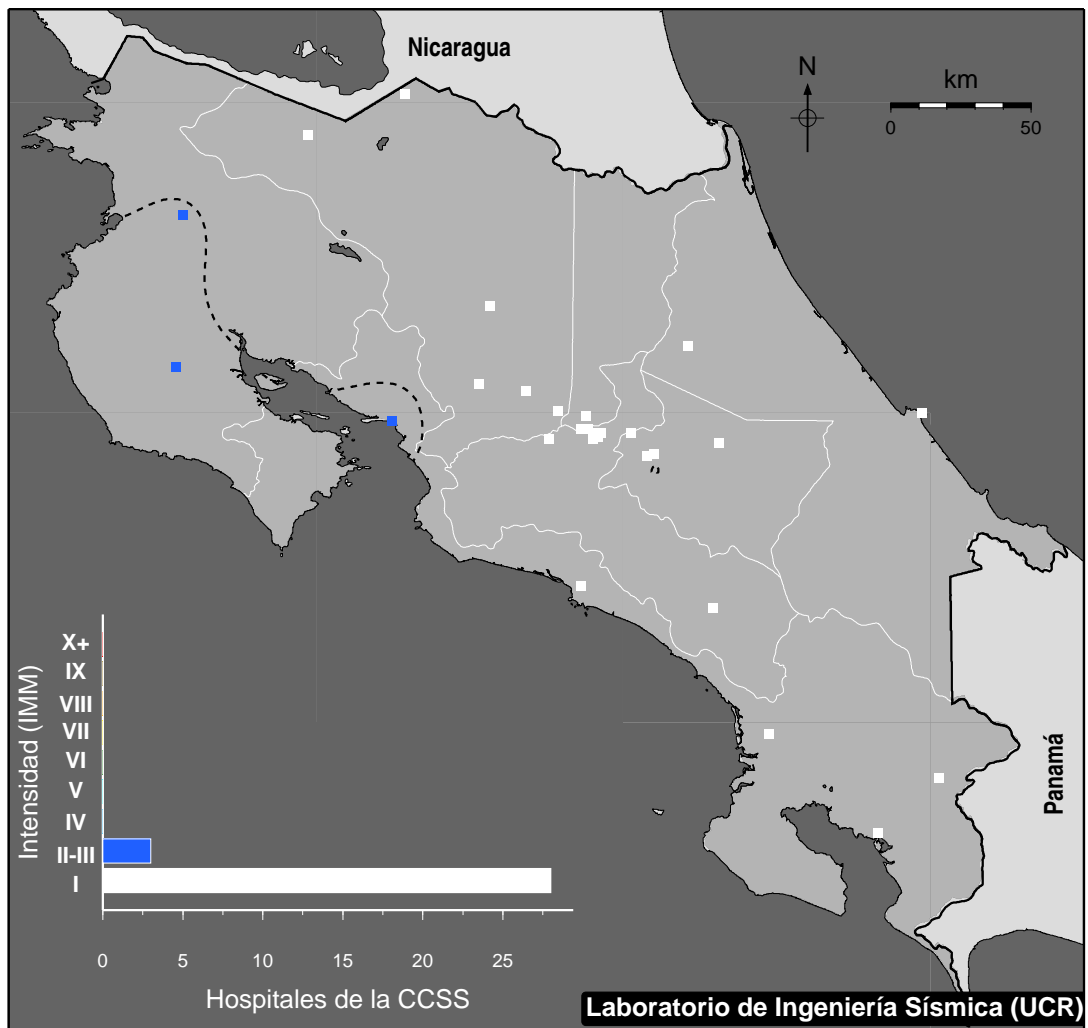 Nicaragua
N
km
0 50
Panamá
Intensidad (IMM)
X+
IX
VIII
VII
VI
V
IV
II-III
I
0 5 10 15 20 25
Hospitales de la CCSS
Laboratorio de Ingeniería Sísmica (UCR)